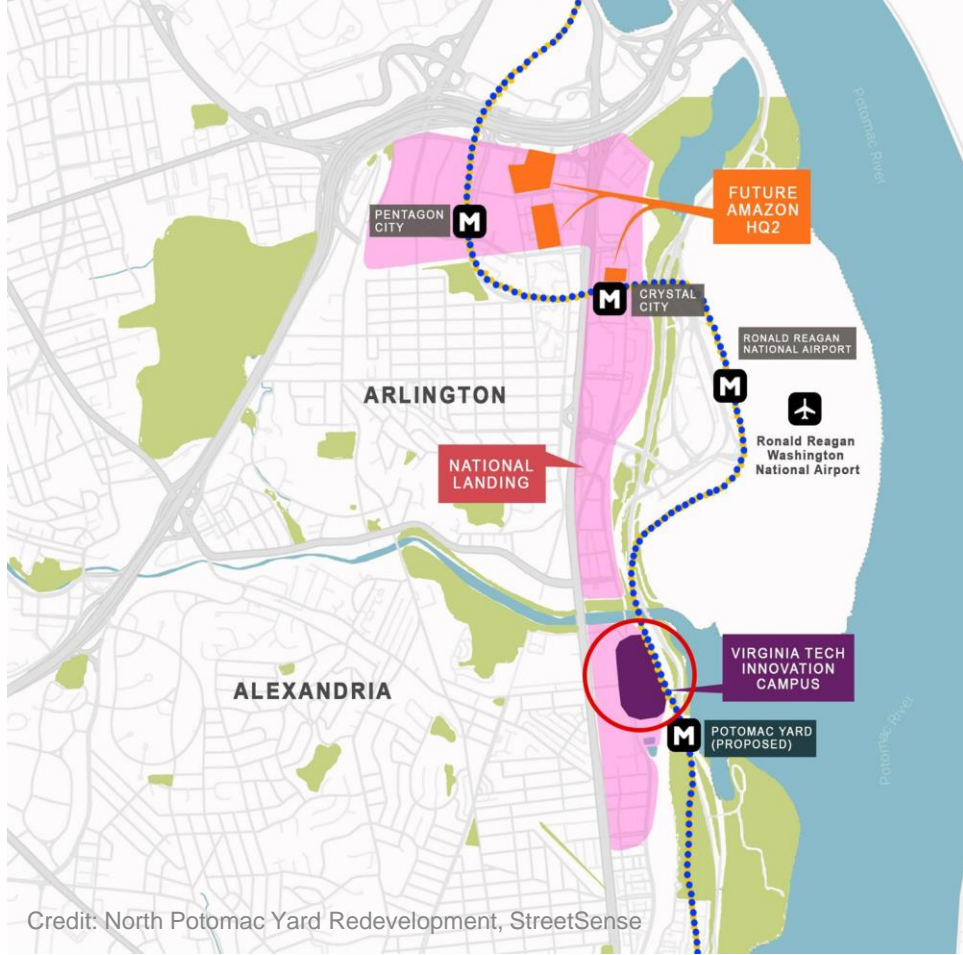 Potomac River
FUTURE
AMAZON
HQ2
PENTAGON
CITY
M
M
CRYSTAL
CITY
RONALD REAGAN
NATIONAL AIRPORT
M
Ronald Reagan
Washington
National Airport
ARLINGTON
NATIONAL
LANDING
VIRGINIA TECH
INNOVATION
CAMPUS
ALEXANDRIA
M
POTOMAC YARD
(PROPOSED)
Potomac River
Credit: North Potomac Yard Redevelopment, StreetSense